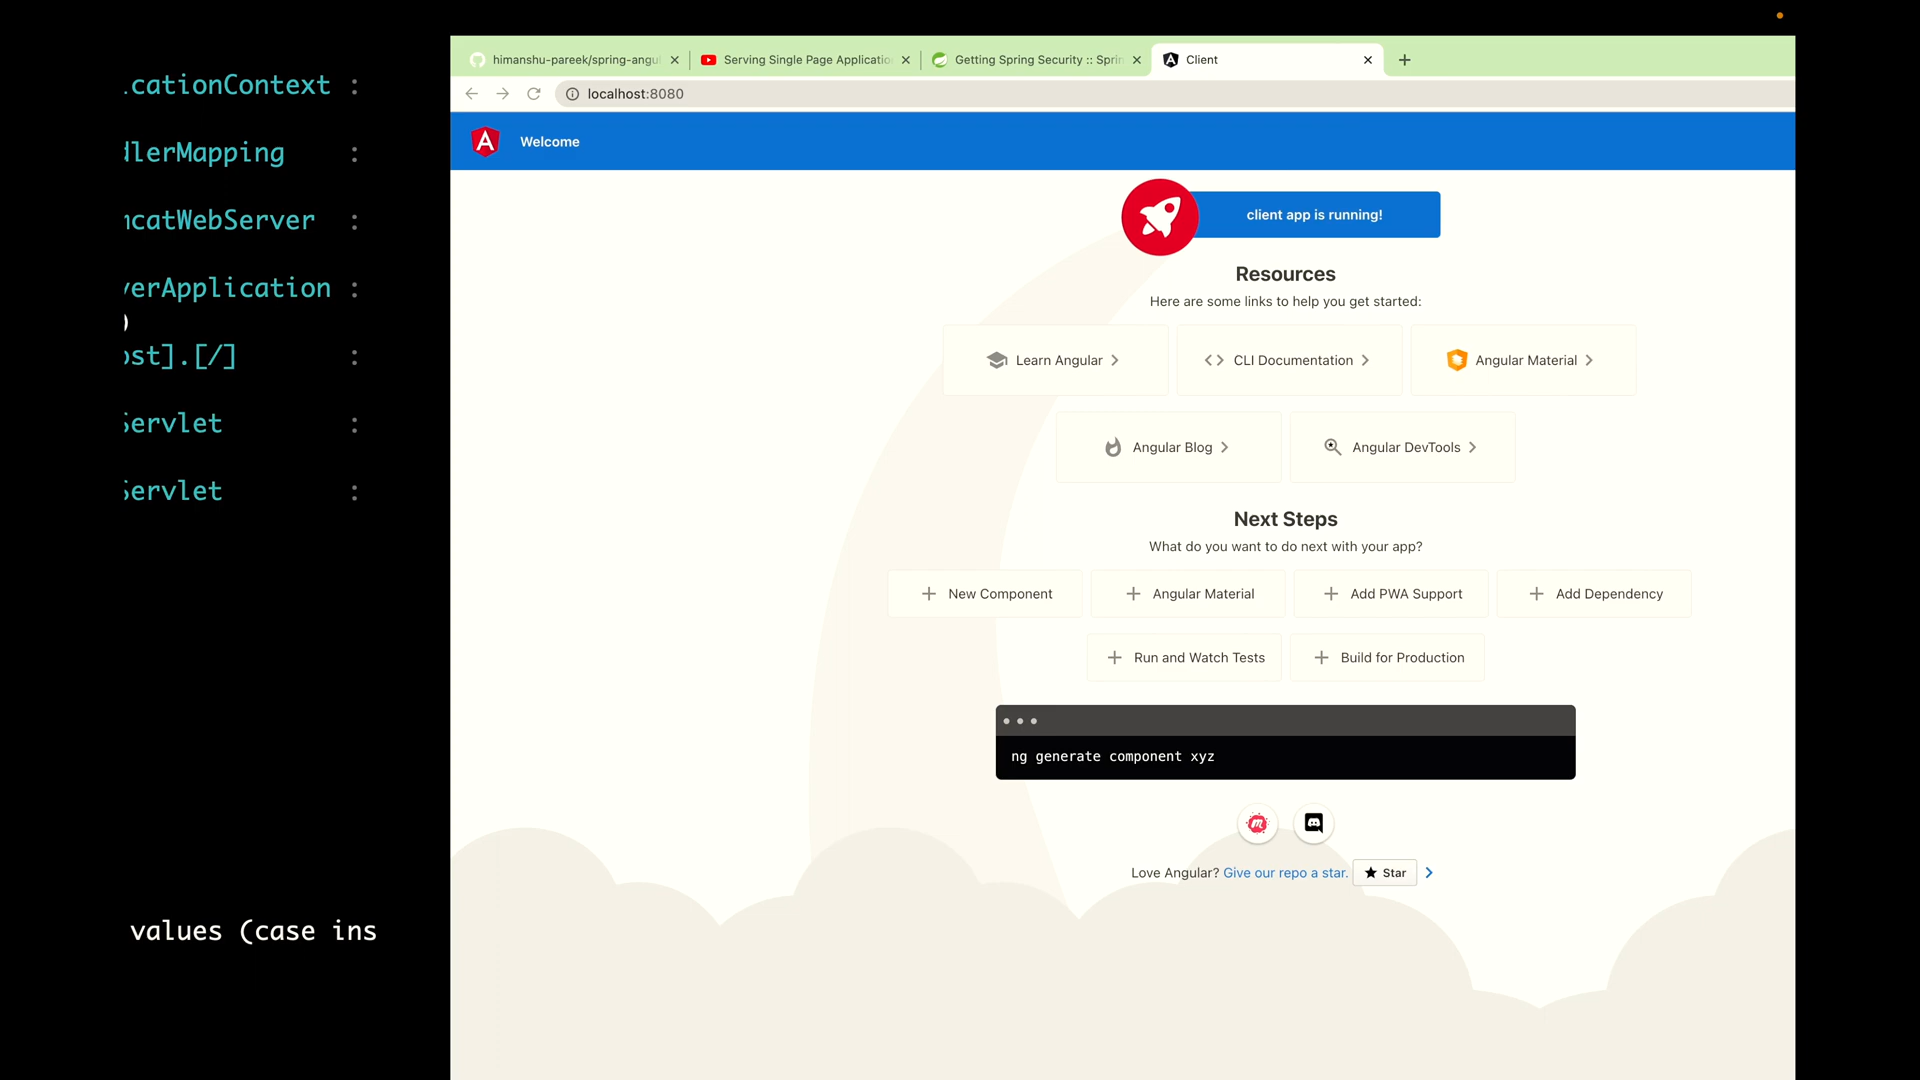 .cationContext :
dlerMapping :
ncatWebServer :
verApplication :
)
ost].[/] :
Servlet :
Servlet :
values (case ins
himanshu-pareek/spring-angul
Serving Single Page Applicatio
Getting Spring Security :: Sprin
Client
localhost:8080
Welcome
client app is running!
Resources
Here are some links to help you get started:
Learn Angular
CLI Documentation
Angular Material
Angular Blog
Angular DevTools
Next Steps
What do you want to do next with your app?
New Component
Angular Material
Add PWA Support
Add Dependency
Run and Watch Tests
Build for Production
ng generate component xyz
Love Angular? Give our repo a star. Star